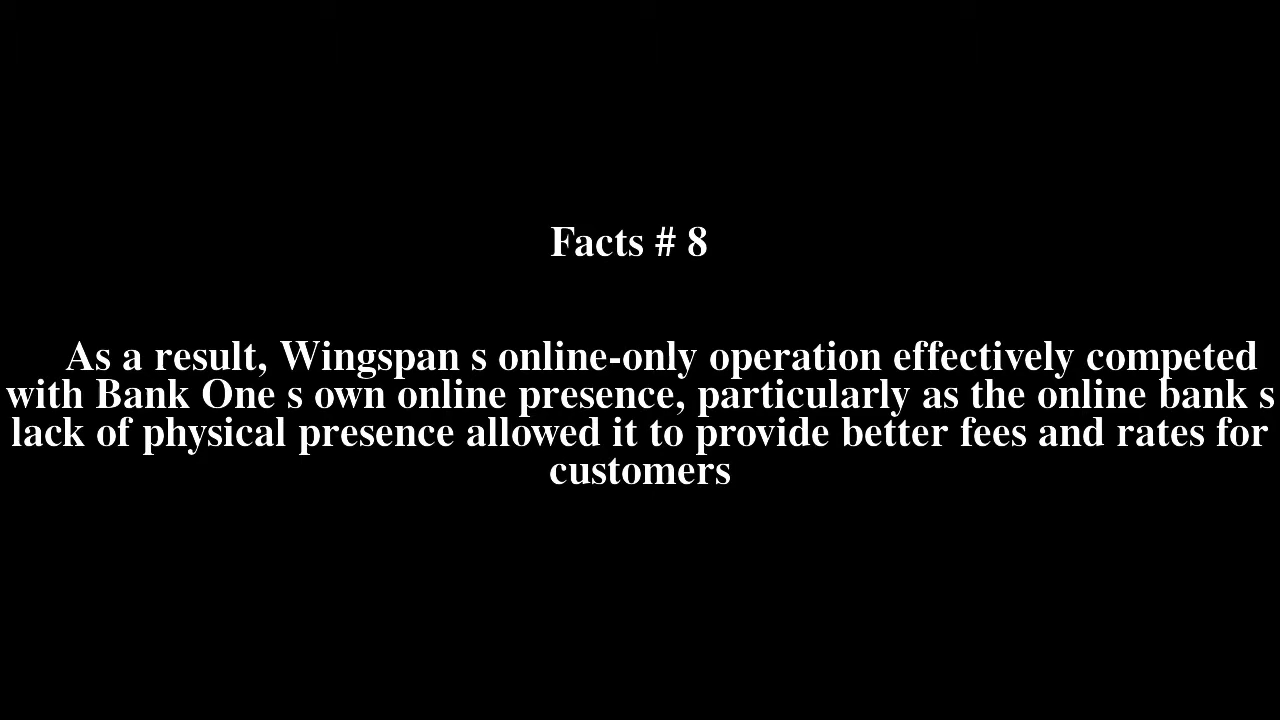 Facts # 8
As a result, Wingspan s online-only operation effectively competed
with Bank One s own online presence, particularly as the online bank s
lack of physical presence allowed it to provide better fees and rates for
customers